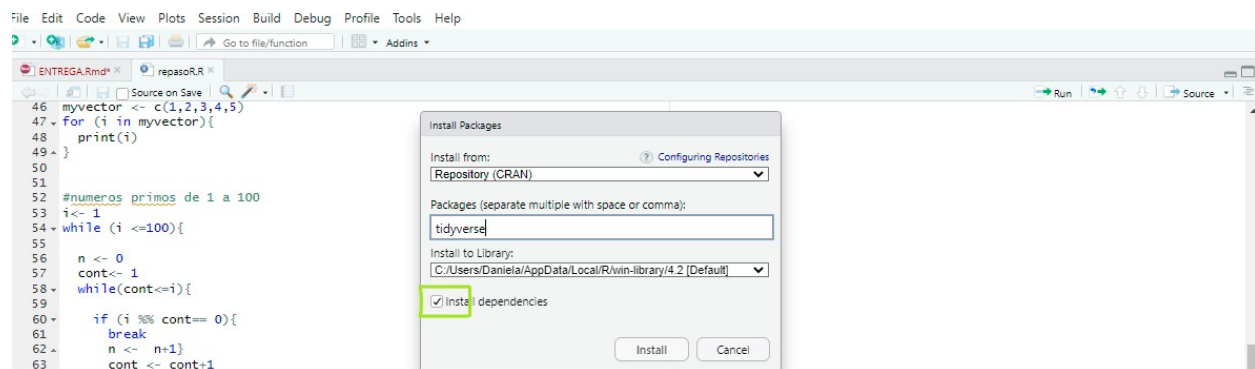 File Edit Code View Plots Session Build Debug Profile Tools Help
Go to file/function Addins
ENTREGA.Rmd* repasoR.R
Source on Save Run Source
46 myvector <- c(1,2,3,4,5)
47 for (i in myvector){
48 print(i)
49 }
50
51
52 #numeros primos de 1 a 100
53 i<- 1
54 while (i <=100){
55
56 n <- 0
57 cont<- 1
58 while(cont<=i){
59
60 if (i %% cont== 0){
61 break
62 n <- n+1}
63 cont <- cont+1
Install Packages
Install from: ? Configuring Repositories
Repository (CRAN)
Packages (separate multiple with space or comma):
tidyverse
Install to Library:
C:/Users/Daniela/AppData/Local/R/win-library/4.2 [Default]
Install dependencies
Install Cancel